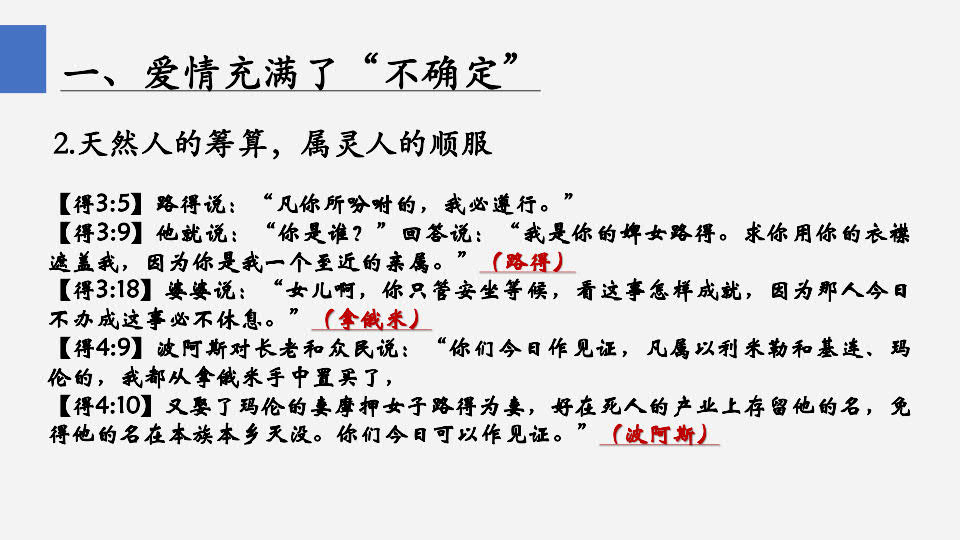 一、爱情充满了“不确定”
2.天然人的筹算，属灵人的顺服
【得3:5】路得说：“凡你所吩咐的，我必遵行。”
【得3:9】他就说：“你是谁？”回答说：“我是你的婢女路得。求你用你的衣襟
遮盖我，因为你是我一个至近的亲属。”（路得）
【得3:18】婆婆说：“女儿啊，你只管安坐等候，看这事怎样成就，因为那人今日
不办成这事必不休息。”（拿俄米）
【得4:9】波阿斯对长老和众民说：“你们今日作见证，凡属以利米勒和基连、玛
伦的，我都从拿俄米手中置买了，
【得4:10】又娶了玛伦的妻摩押女子路得为妻，好在死人的产业上存留他的名，免
得他的名在本族本乡灭没。你们今日可以作见证。”（波阿斯）